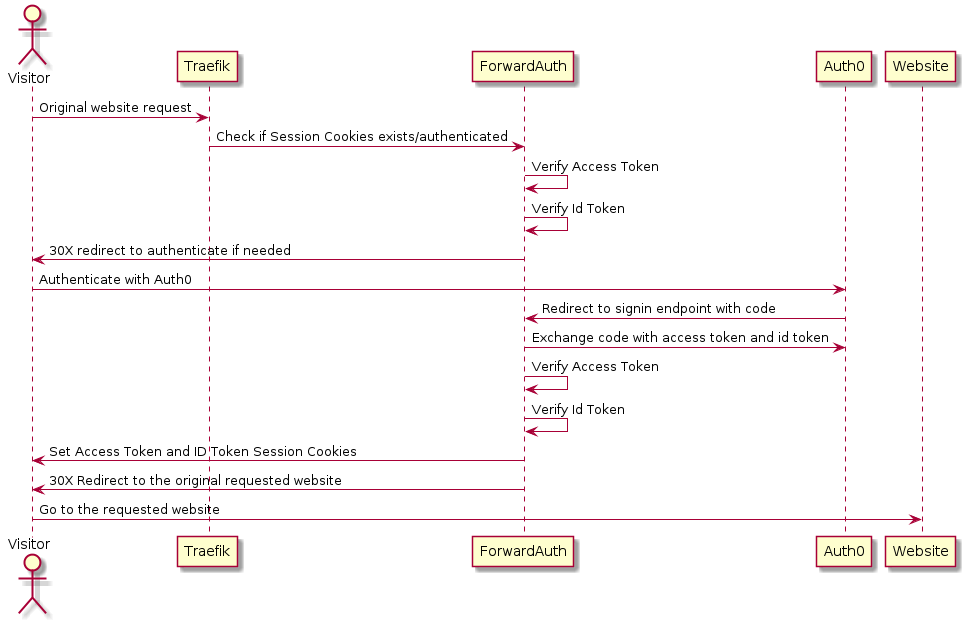 Visitor
Traefik
ForwardAuth
Auth0
Website
Original website request
Check if Session Cookies exists/authenticated
Verify Access Token
Verify Id Token
30X redirect to authenticate if needed
Authenticate with Auth0
Redirect to signin endpoint with code
Exchange code with access token and id token
Verify Access Token
Verify Id Token
Set Access Token and ID Token Session Cookies
30X Redirect to the original requested website
Go to the requested website
Visitor
Traefik
ForwardAuth
Auth0
Website